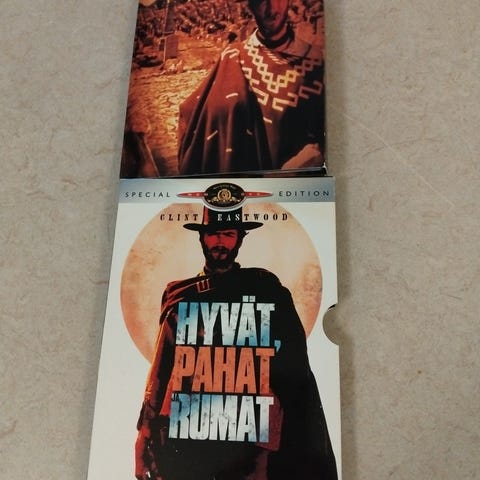 SPECIAL EDITION
CLINT EASTWOOD
HYVÄT,
PAHAT
RUMAT